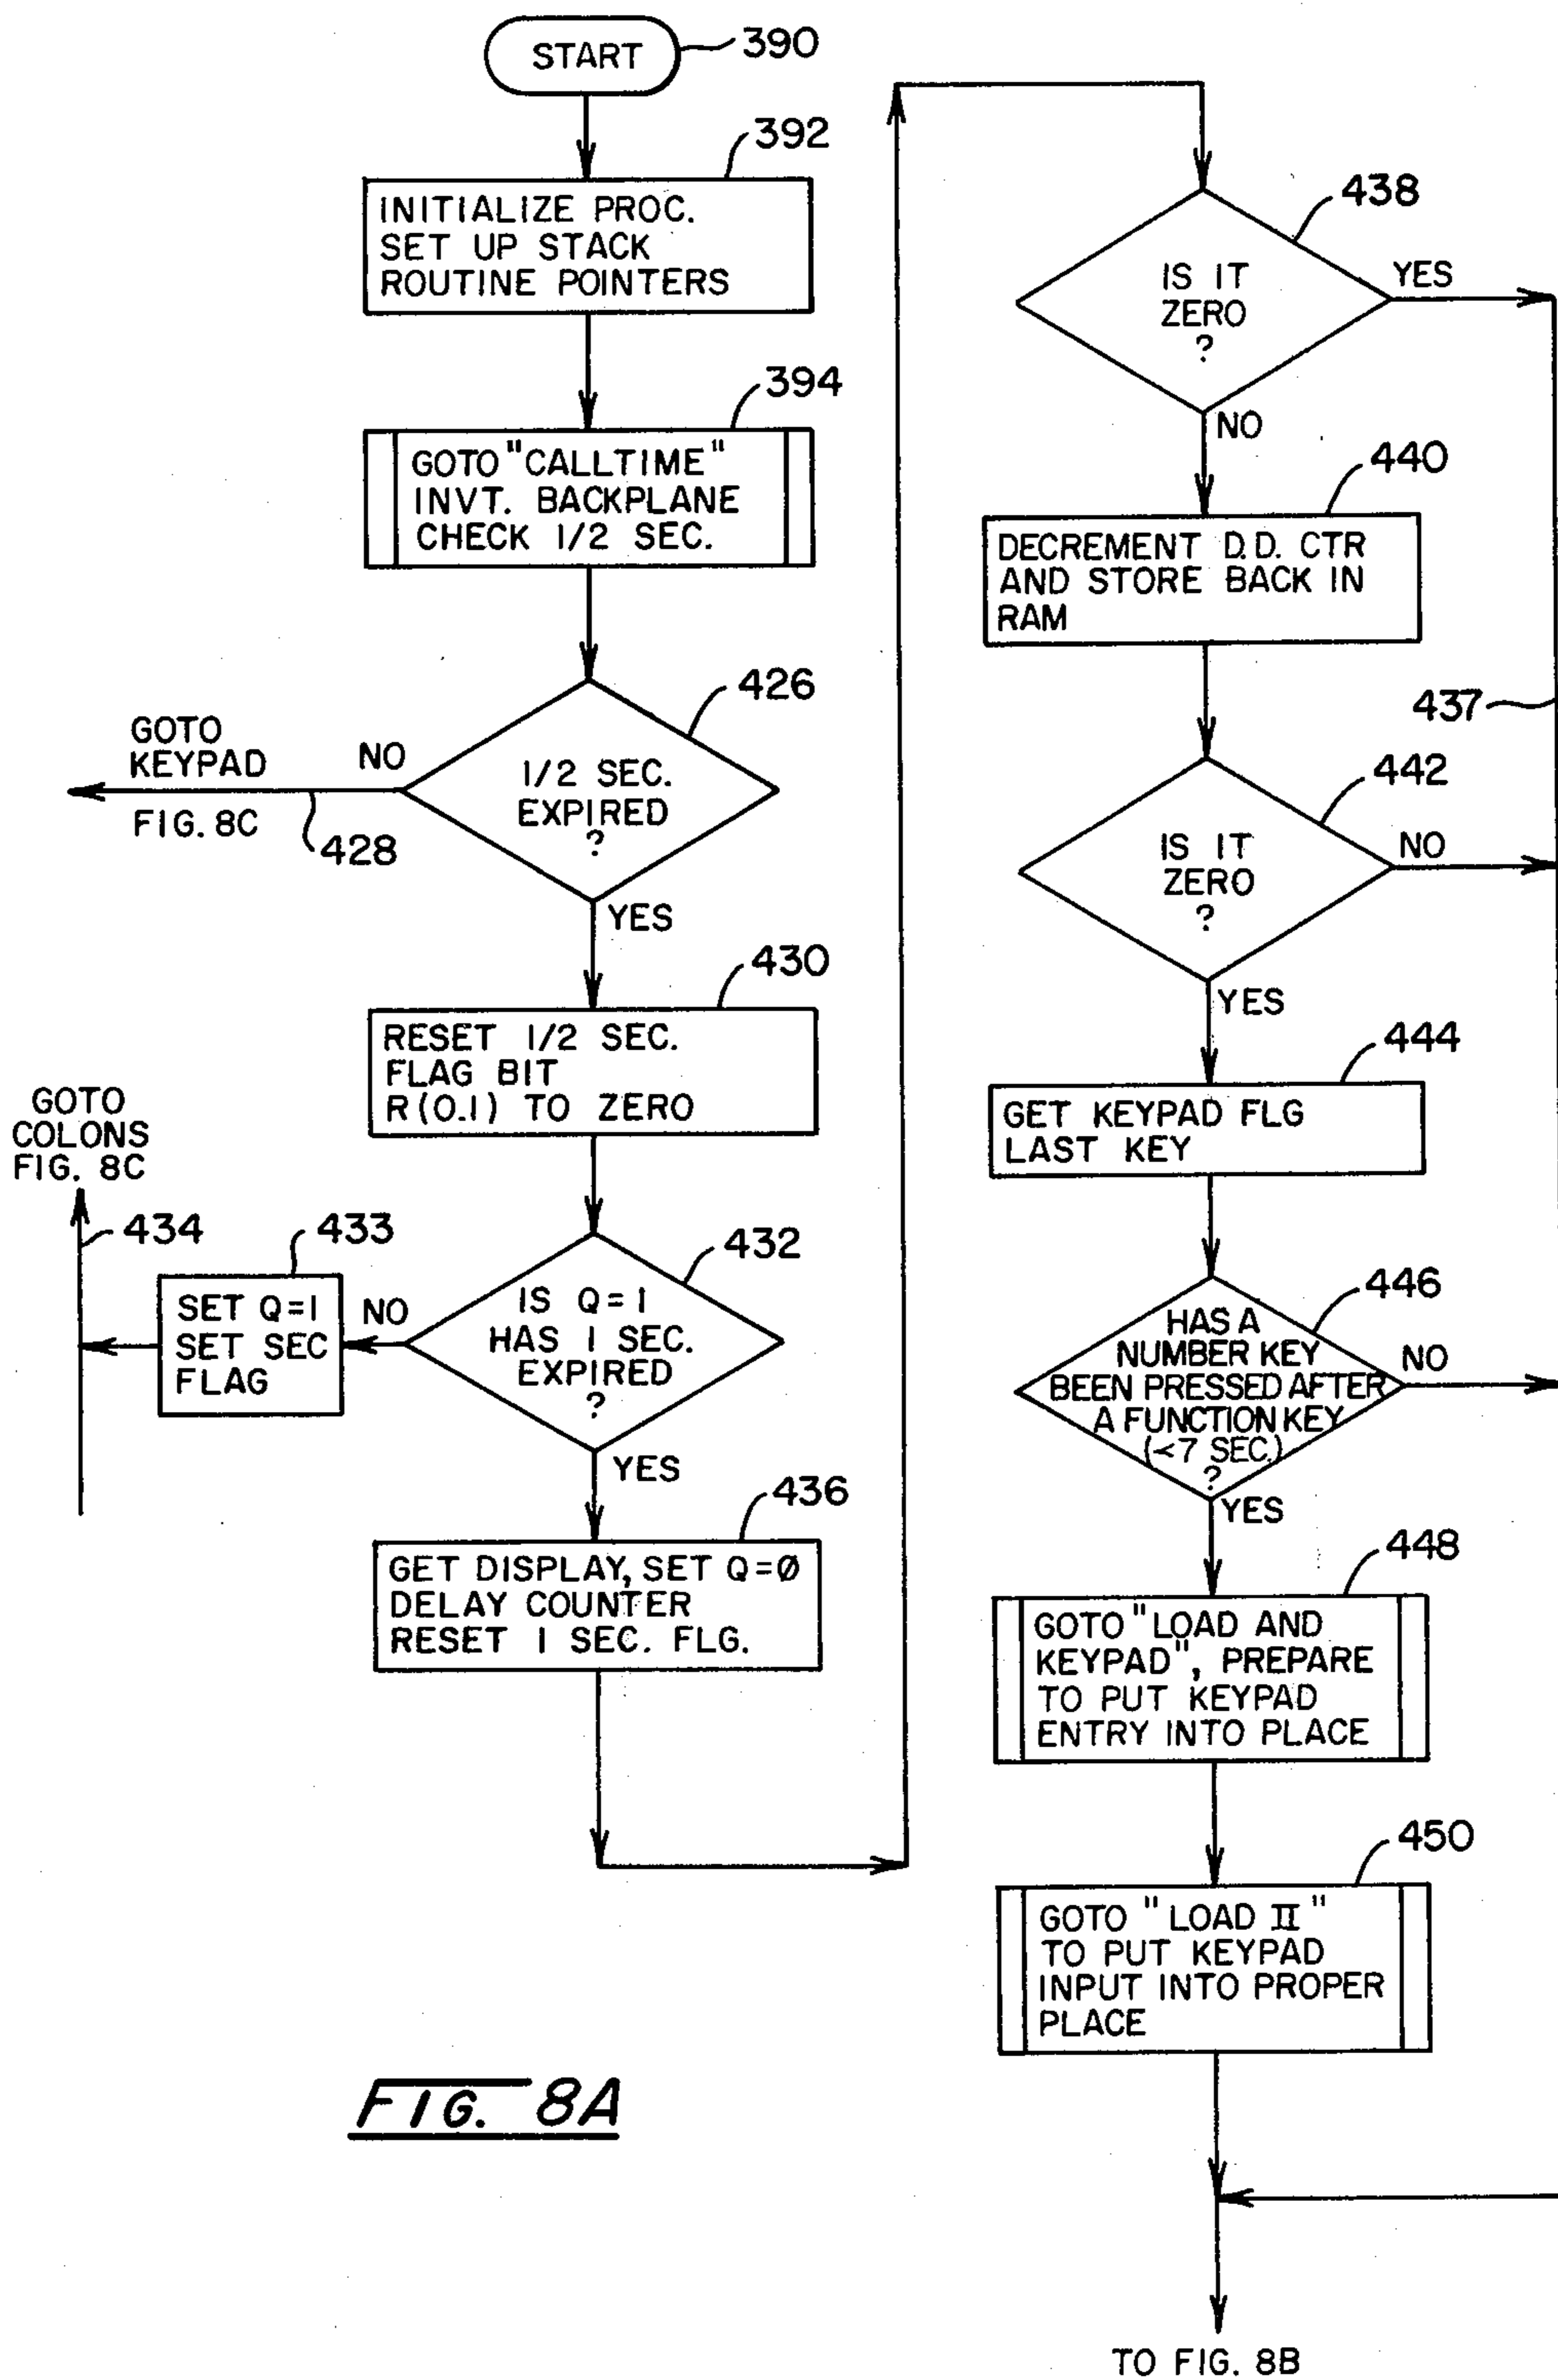 START
390
392
INITIALIZE PROC.
SET UP STACK
ROUTINE POINTERS
394
GOTO "CALLTIME"
INVT. BACKPLANE
CHECK 1/2 SEC.
426
1/2 SEC.
EXPIRED
?
NO
GOTO
KEYPAD
FIG. 8C
428
YES
430
RESET 1/2 SEC.
FLAG BIT
R(0.1) TO ZERO
432
IS Q=1
HAS 1 SEC.
EXPIRED
?
NO
433
SET Q=1
SET SEC
FLAG
434
GOTO
COLONS
FIG. 8C
YES
436
GET DISPLAY, SET Q=Ø
DELAY COUNTER
RESET 1 SEC. FLG.
438
IS IT
ZERO
?
YES
NO
437
440
DECREMENT D.D. CTR
AND STORE BACK IN
RAM
442
IS IT
ZERO
?
NO
YES
444
GET KEYPAD FLG
LAST KEY
446
HAS A
NUMBER KEY
BEEN PRESSED AFTER
A FUNCTION KEY
(<7 SEC.)
?
NO
YES
448
GOTO "LOAD AND
KEYPAD", PREPARE
TO PUT KEYPAD
ENTRY INTO PLACE
450
GOTO "LOAD II"
TO PUT KEYPAD
INPUT INTO PROPER
PLACE
TO FIG. 8B
FIG. 8A